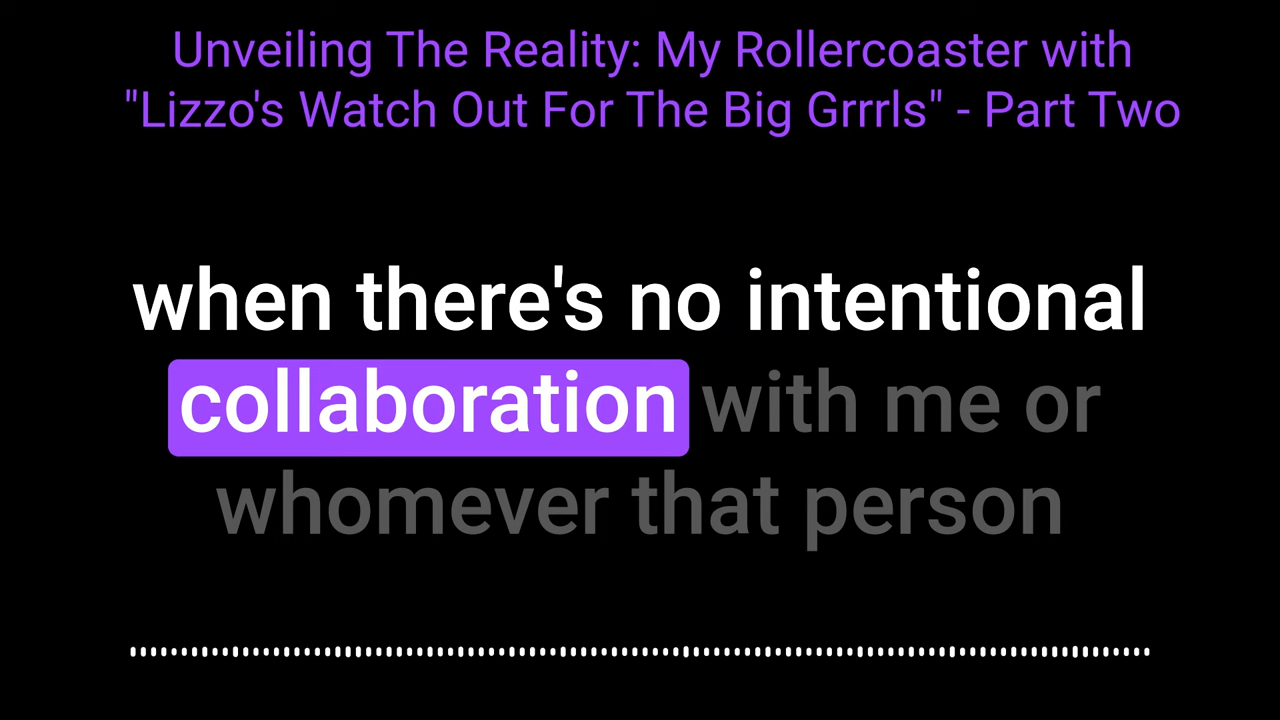 Unveiling The Reality: My Rollercoaster with
"Lizzo's Watch Out For The Big Grrrls" - Part Two
when there's no intentional
collaboration with me or
whomever that person